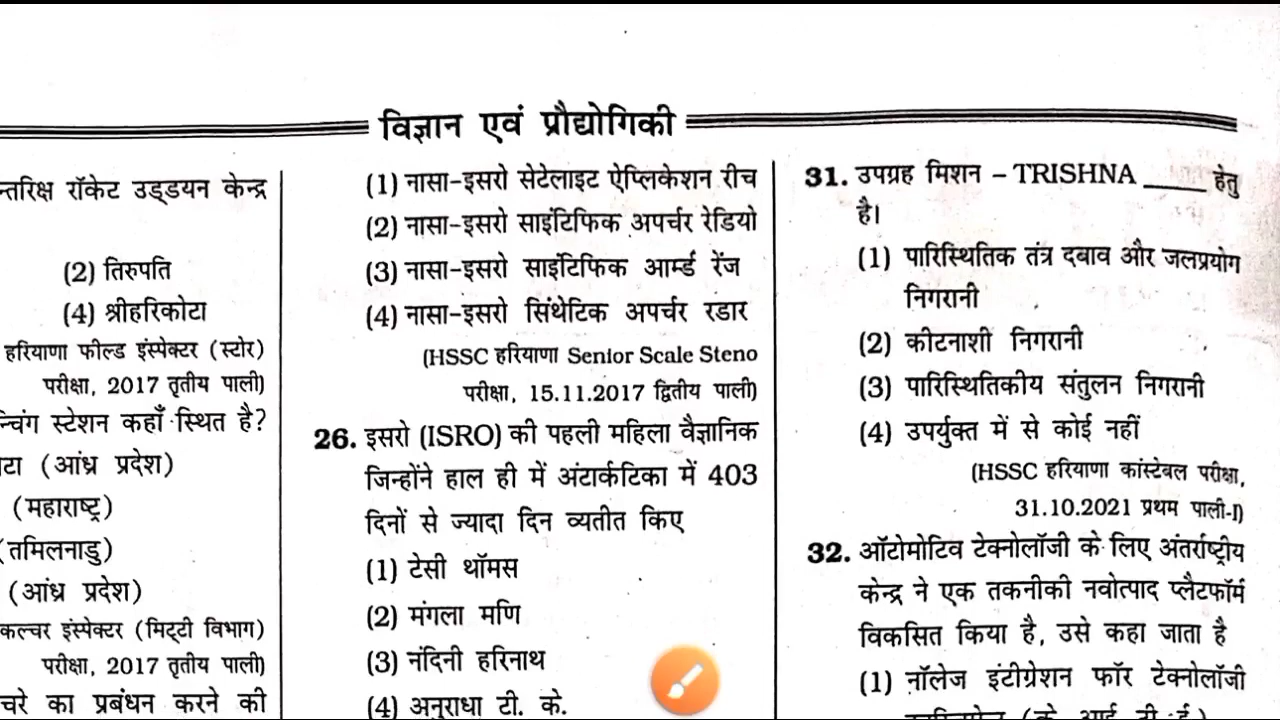 विज्ञान एवं प्रौद्योगिकी
न्तरिक्ष रॉकेट उड्डयन केन्द्र
(2) तिरुपति
(4) श्रीहरिकोटा
हरियाणा फील्ड इंस्पेक्टर (स्टोर)
परीक्षा, 2017 तृतीय पाली)
न्चिंग स्टेशन कहाँ स्थित है?
टा (आंध्र प्रदेश)
(महाराष्ट्र)
(तमिलनाडु)
(आंध्र प्रदेश)
कल्चर इंस्पेक्टर (मिट्टी विभाग)
परीक्षा, 2017 तृतीय पाली)
चरे का प्रबंधन करने की
(1) नासा-इसरो सेटेलाइट ऐप्लिकेशन रीच
(2) नासा-इसरो साइंटिफिक अपर्चर रेडियो
(3) नासा-इसरो साइंटिफिक आर्म्ड रेंज
(4) नासा-इसरो सिंथेटिक अपर्चर रडार
(HSSC हरियाणा Senior Scale Steno
परीक्षा, 15.11.2017 द्वितीय पाली)
26. इसरो (ISRO) की पहली महिला वैज्ञानिक
जिन्होंने हाल ही में अंटार्कटिका में 403
दिनों से ज्यादा दिन व्यतीत किए
(1) टेसी थॉमस
(2) मंगला मणि
(3) नंदिनी हरिनाथ
(4) अनुराधा टी. के.
31. उपग्रह मिशन – TRISHNA _____ हेतु
है।
(1) पारिस्थितिक तंत्र दबाव और जलप्रयोग
निगरानी
(2) कीटनाशी निगरानी
(3) पारिस्थितिकीय संतुलन निगरानी
(4) उपर्युक्त में से कोई नहीं
(HSSC हरियाणा कांस्टेबल परीक्षा,
31.10.2021 प्रथम पाली-I)
32. ऑटोमोटिव टेक्नोलॉजी के लिए अंतर्राष्ट्रीय
केन्द्र ने एक तकनीकी नवोत्पाद प्लैटफॉर्म
विकसित किया है, उसे कहा जाता है
(1) नॉलेज इंटीग्रेशन फॉर टेक्नोलॉजी
(के. आई. टी. ई.)